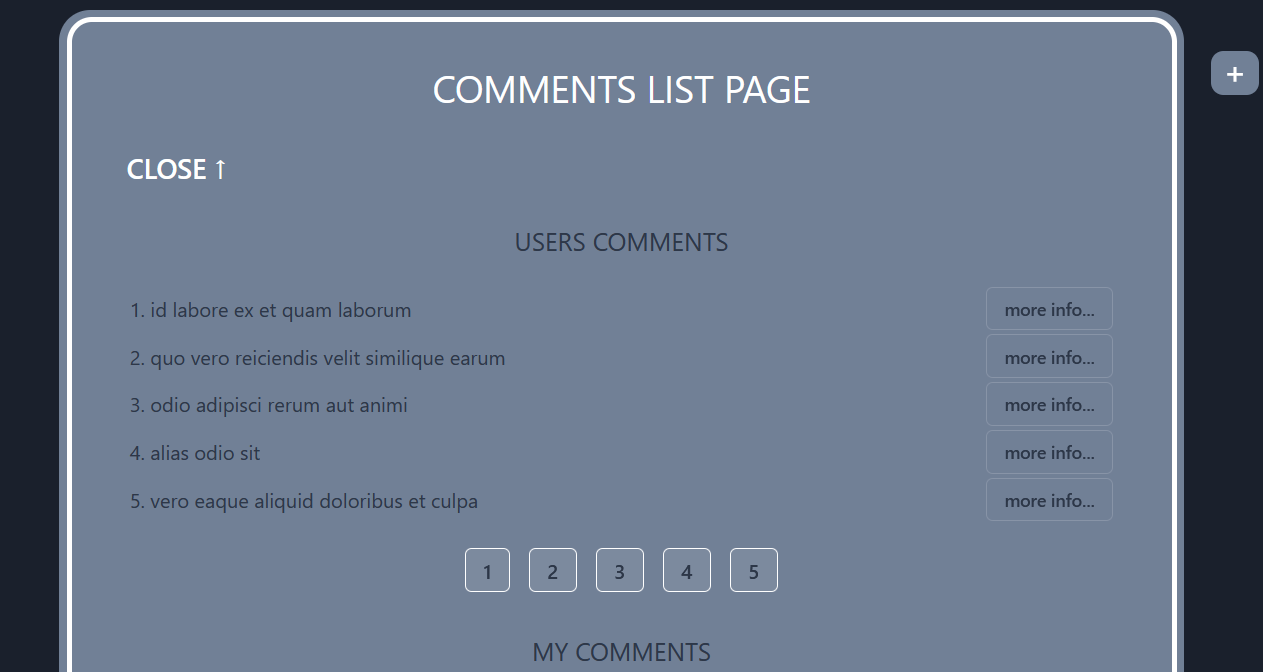 COMMENTS LIST PAGE
+
CLOSE ↑
USERS COMMENTS
1. id labore ex et quam laborum more info...
2. quo vero reiciendis velit similique earum more info...
3. odio adipisci rerum aut animi more info...
4. alias odio sit more info...
5. vero eaque aliquid doloribus et culpa more info...
1 2 3 4 5
MY COMMENTS